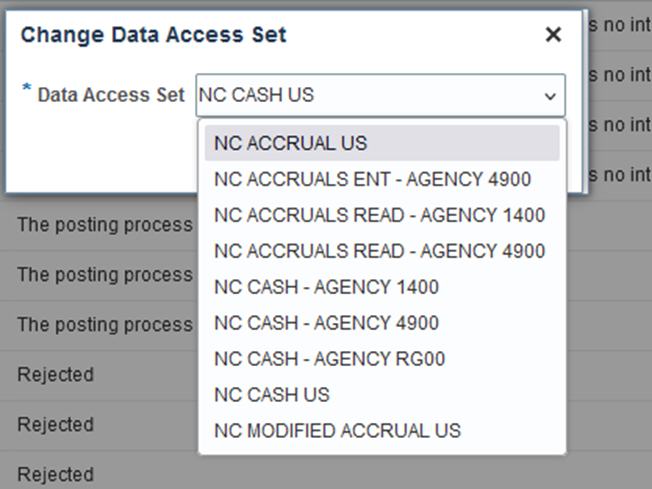 Change Data Access Set
s no int
* Data Access Set NC CASH US
s no int
s no int
NC ACCRUAL US
s no int
NC ACCRUALS ENT - AGENCY 4900
The posting process
NC ACCRUALS READ - AGENCY 1400
NC ACCRUALS READ - AGENCY 4900
The posting process
NC CASH - AGENCY 1400
The posting process
NC CASH - AGENCY 4900
NC CASH - AGENCY RG00
Rejected
NC CASH US
Rejected
NC MODIFIED ACCRUAL US
Rejected